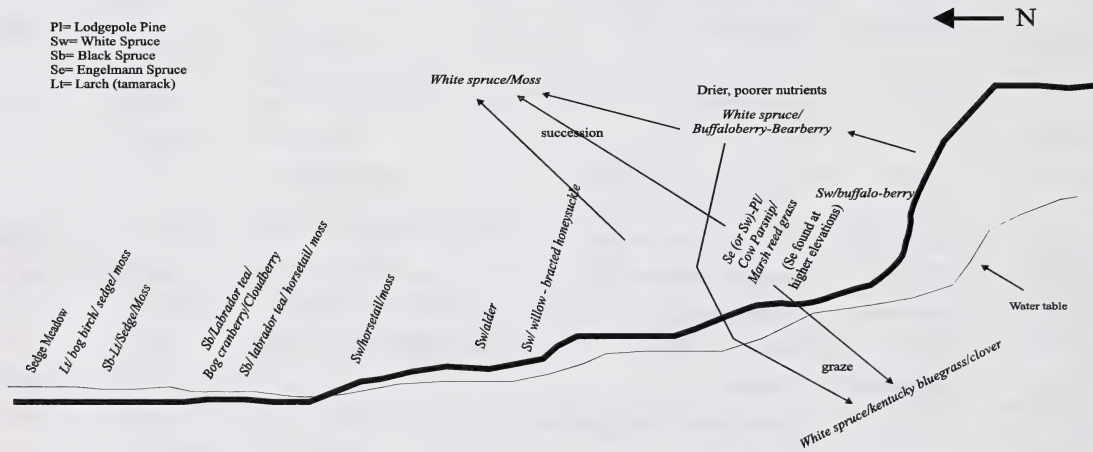 N
Pl= Lodgepole Pine
Sw= White Spruce
Sb= Black Spruce
Se= Engelmann Spruce
Lt= Larch (tamarack)
White spruce/Moss
Drier, poorer nutrients
White spruce/
Buffaloberry-Bearberry
succession
Sw/buffalo-berry
Sedge Meadow
Lt/ bog birch/ sedge/ moss
Sb-Lt/Sedge/Moss
Sb/Labrador tea/
Bog cranberry/Cloudberry
Sb/ labrador tea/ horsetail/ moss
Sw/horsetail/moss
Sw/alder
Sw/ willow - bracted honeysuckle
Se (or Sw)-Pl/
Cow Parsnip/
Marsh reed grass
(Se found at
higher elevations)
Water table
graze
White spruce/kentucky bluegrass/clover